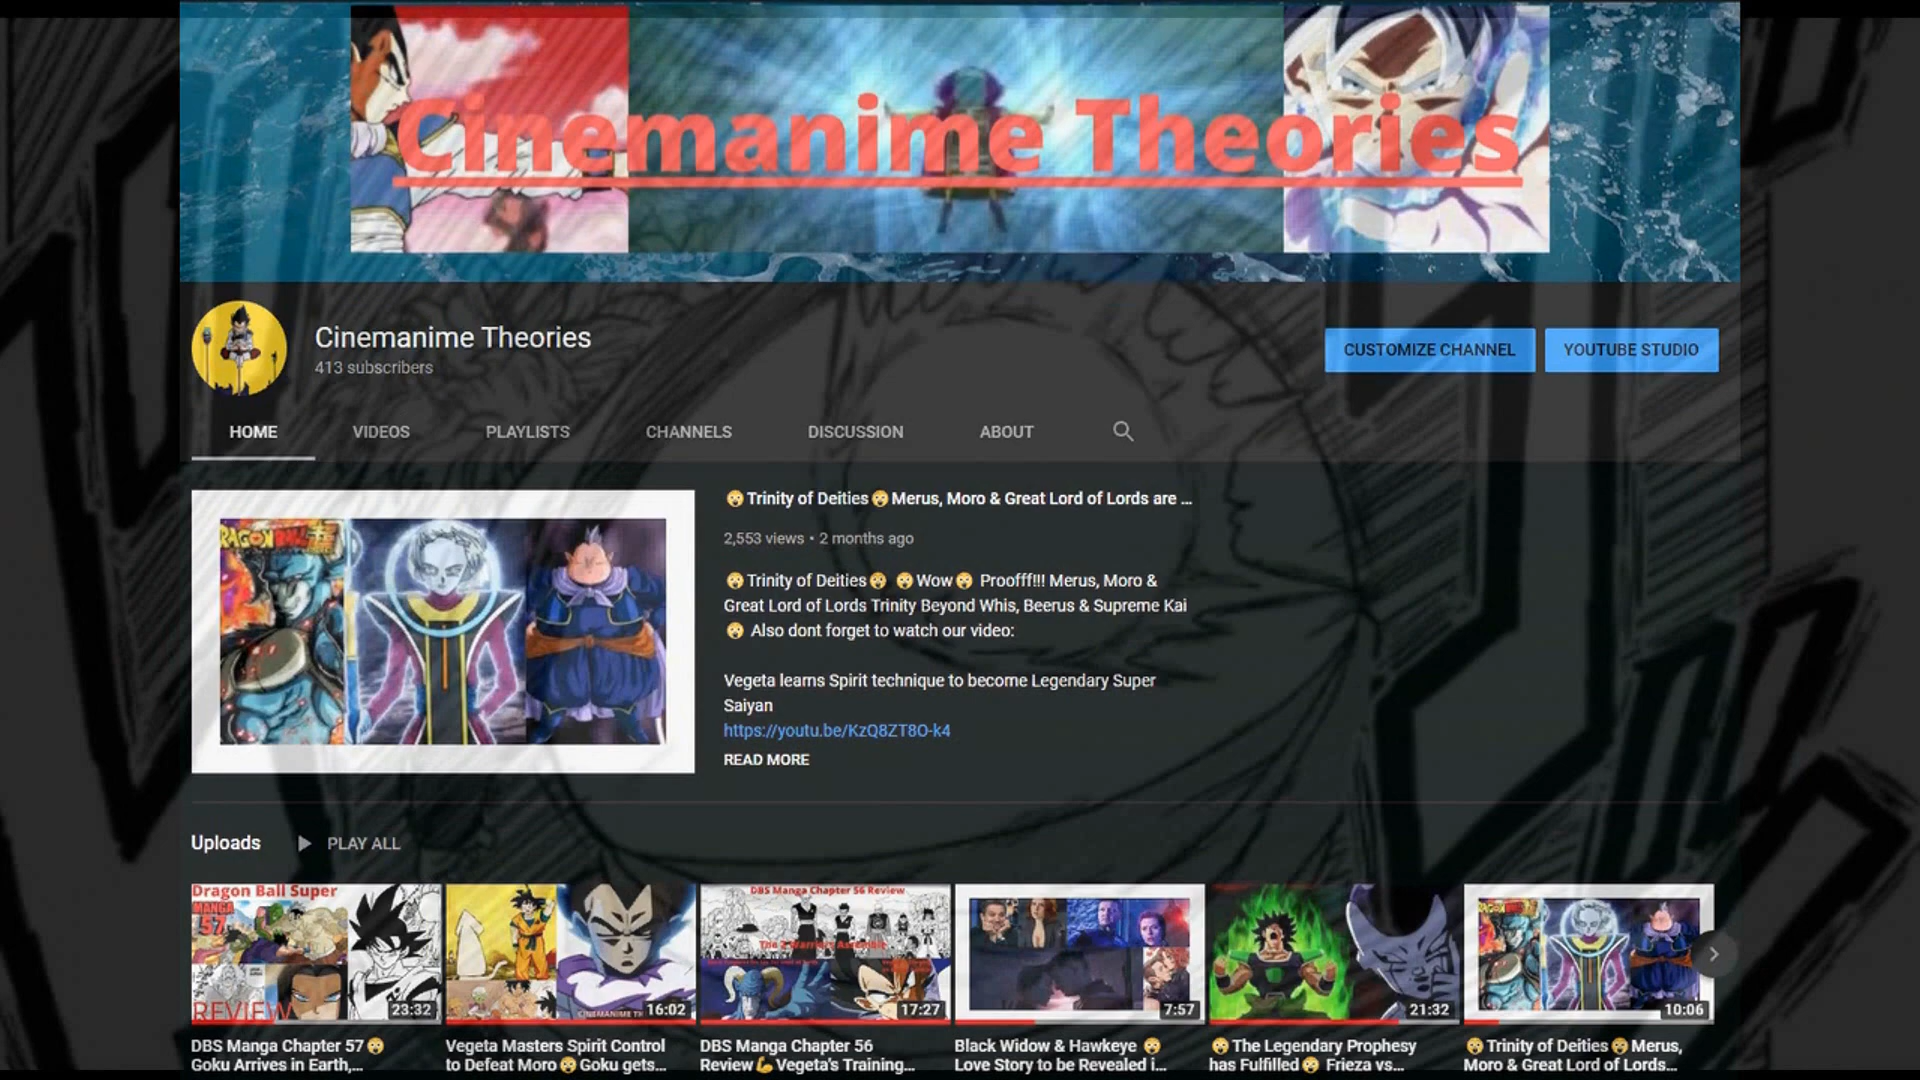 Cinemanime Theories
Cinemanime Theories
413 subscribers
CUSTOMIZE CHANNEL
YOUTUBE STUDIO
HOME
VIDEOS
PLAYLISTS
CHANNELS
DISCUSSION
ABOUT
😳Trinity of Deities😳Merus, Moro & Great Lord of Lords are ...
2,553 views • 2 months ago
😳Trinity of Deities😳 😳Wow😳 Proofff!!! Merus, Moro &
Great Lord of Lords Trinity Beyond Whis, Beerus & Supreme Kai
😳 Also dont forget to watch our video:
Vegeta learns Spirit technique to become Legendary Super
Saiyan
https://youtu.be/KzQ8ZT8O-k4
READ MORE
Uploads
PLAY ALL
Dragon Ball Super
MANGA
57
REVIEW
23:32
16:02
DBS Manga Chapter 56 Review
17:27
7:57
21:32
10:06
DBS Manga Chapter 57😳
Goku Arrives in Earth,...
Vegeta Masters Spirit Control
to Defeat Moro😳Goku gets...
DBS Manga Chapter 56
Review💪Vegeta's Training...
Black Widow & Hawkeye 😳
Love Story to be Revealed i...
😳The Legendary Prophesy
has Fulfilled😳 Frieza vs...
😳Trinity of Deities😳Merus,
Moro & Great Lord of Lords...